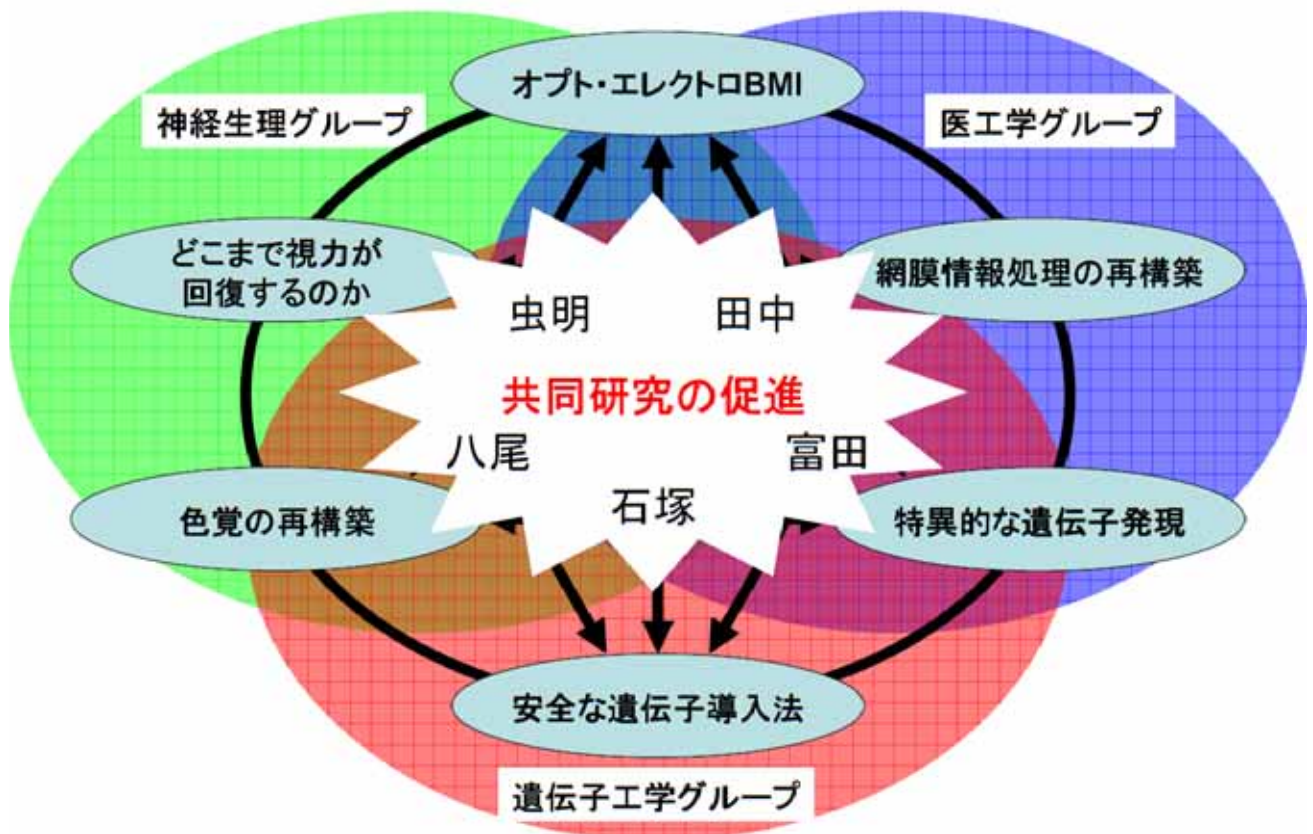 オプト・エレクトロBMI
神経生理グループ
医工学グループ
どこまで視力が
回復するのか
網膜情報処理の再構築
虫明
田中
共同研究の促進
八尾
富田
石塚
色覚の再構築
特異的な遺伝子発現
安全な遺伝子導入法
遺伝子工学グループ